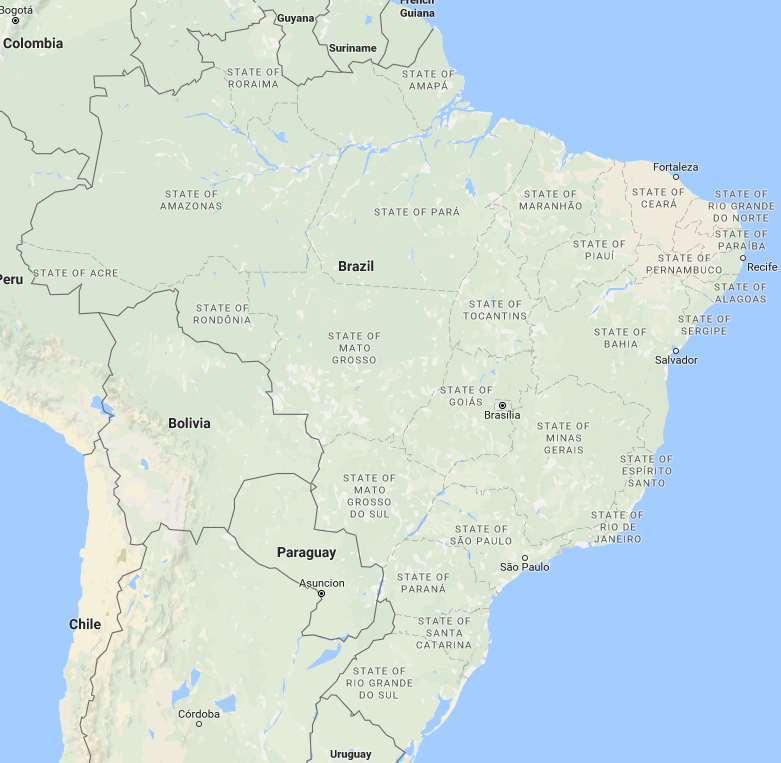 Bogotá
Colombia
Guyana
French
Guiana
Suriname
STATE OF
RORAIMA
STATE OF
AMAPÁ
Fortaleza
STATE OF
AMAZONAS
STATE OF PARÁ
STATE OF
MARANHÃO
STATE OF
CEARÁ
STATE OF
RIO GRANDE
DO NORTE
STATE OF
PARAÍBA
STATE OF
PIAUÍ
STATE OF
PERNAMBUCO
Recife
Brazil
Peru
STATE OF ACRE
STATE OF
ALAGOAS
STATE OF
RONDÔNIA
STATE OF
TOCANTINS
STATE OF
SERGIPE
STATE OF
MATO
GROSSO
STATE OF
BAHIA
Salvador
STATE OF
GOIÁS
Brasília
Bolivia
STATE OF
MINAS
GERAIS
STATE OF
ESPÍRITO
SANTO
STATE OF
MATO
GROSSO
DO SUL
STATE OF
RIO DE
JANEIRO
STATE OF
SÃO PAULO
São Paulo
Paraguay
Asuncion
STATE OF
PARANÁ
Chile
STATE OF
SANTA
CATARINA
STATE OF
RIO GRANDE
DO SUL
Córdoba
Uruguay